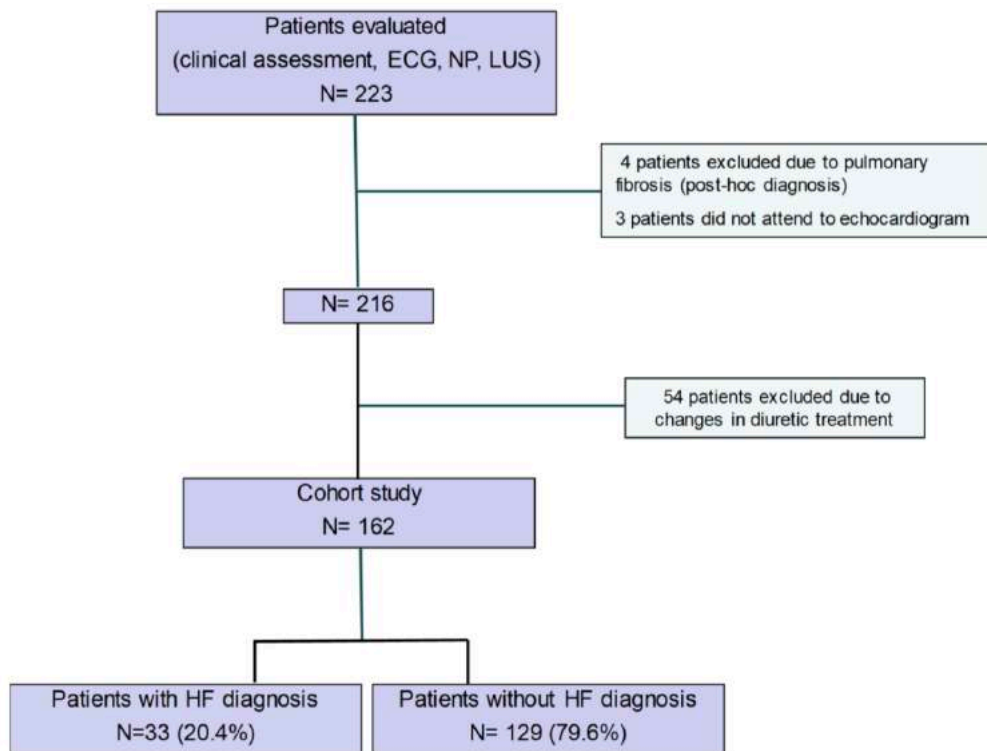 Patients evaluated
(clinical assessment, ECG, NP, LUS)
N= 223
4 patients excluded due to pulmonary
fibrosis (post-hoc diagnosis)
3 patients did not attend to echocardiogram
N= 216
54 patients excluded due to
changes in diuretic treatment
Cohort study
N= 162
Patients with HF diagnosis
N=33 (20.4%)
Patients without HF diagnosis
N= 129 (79.6%)